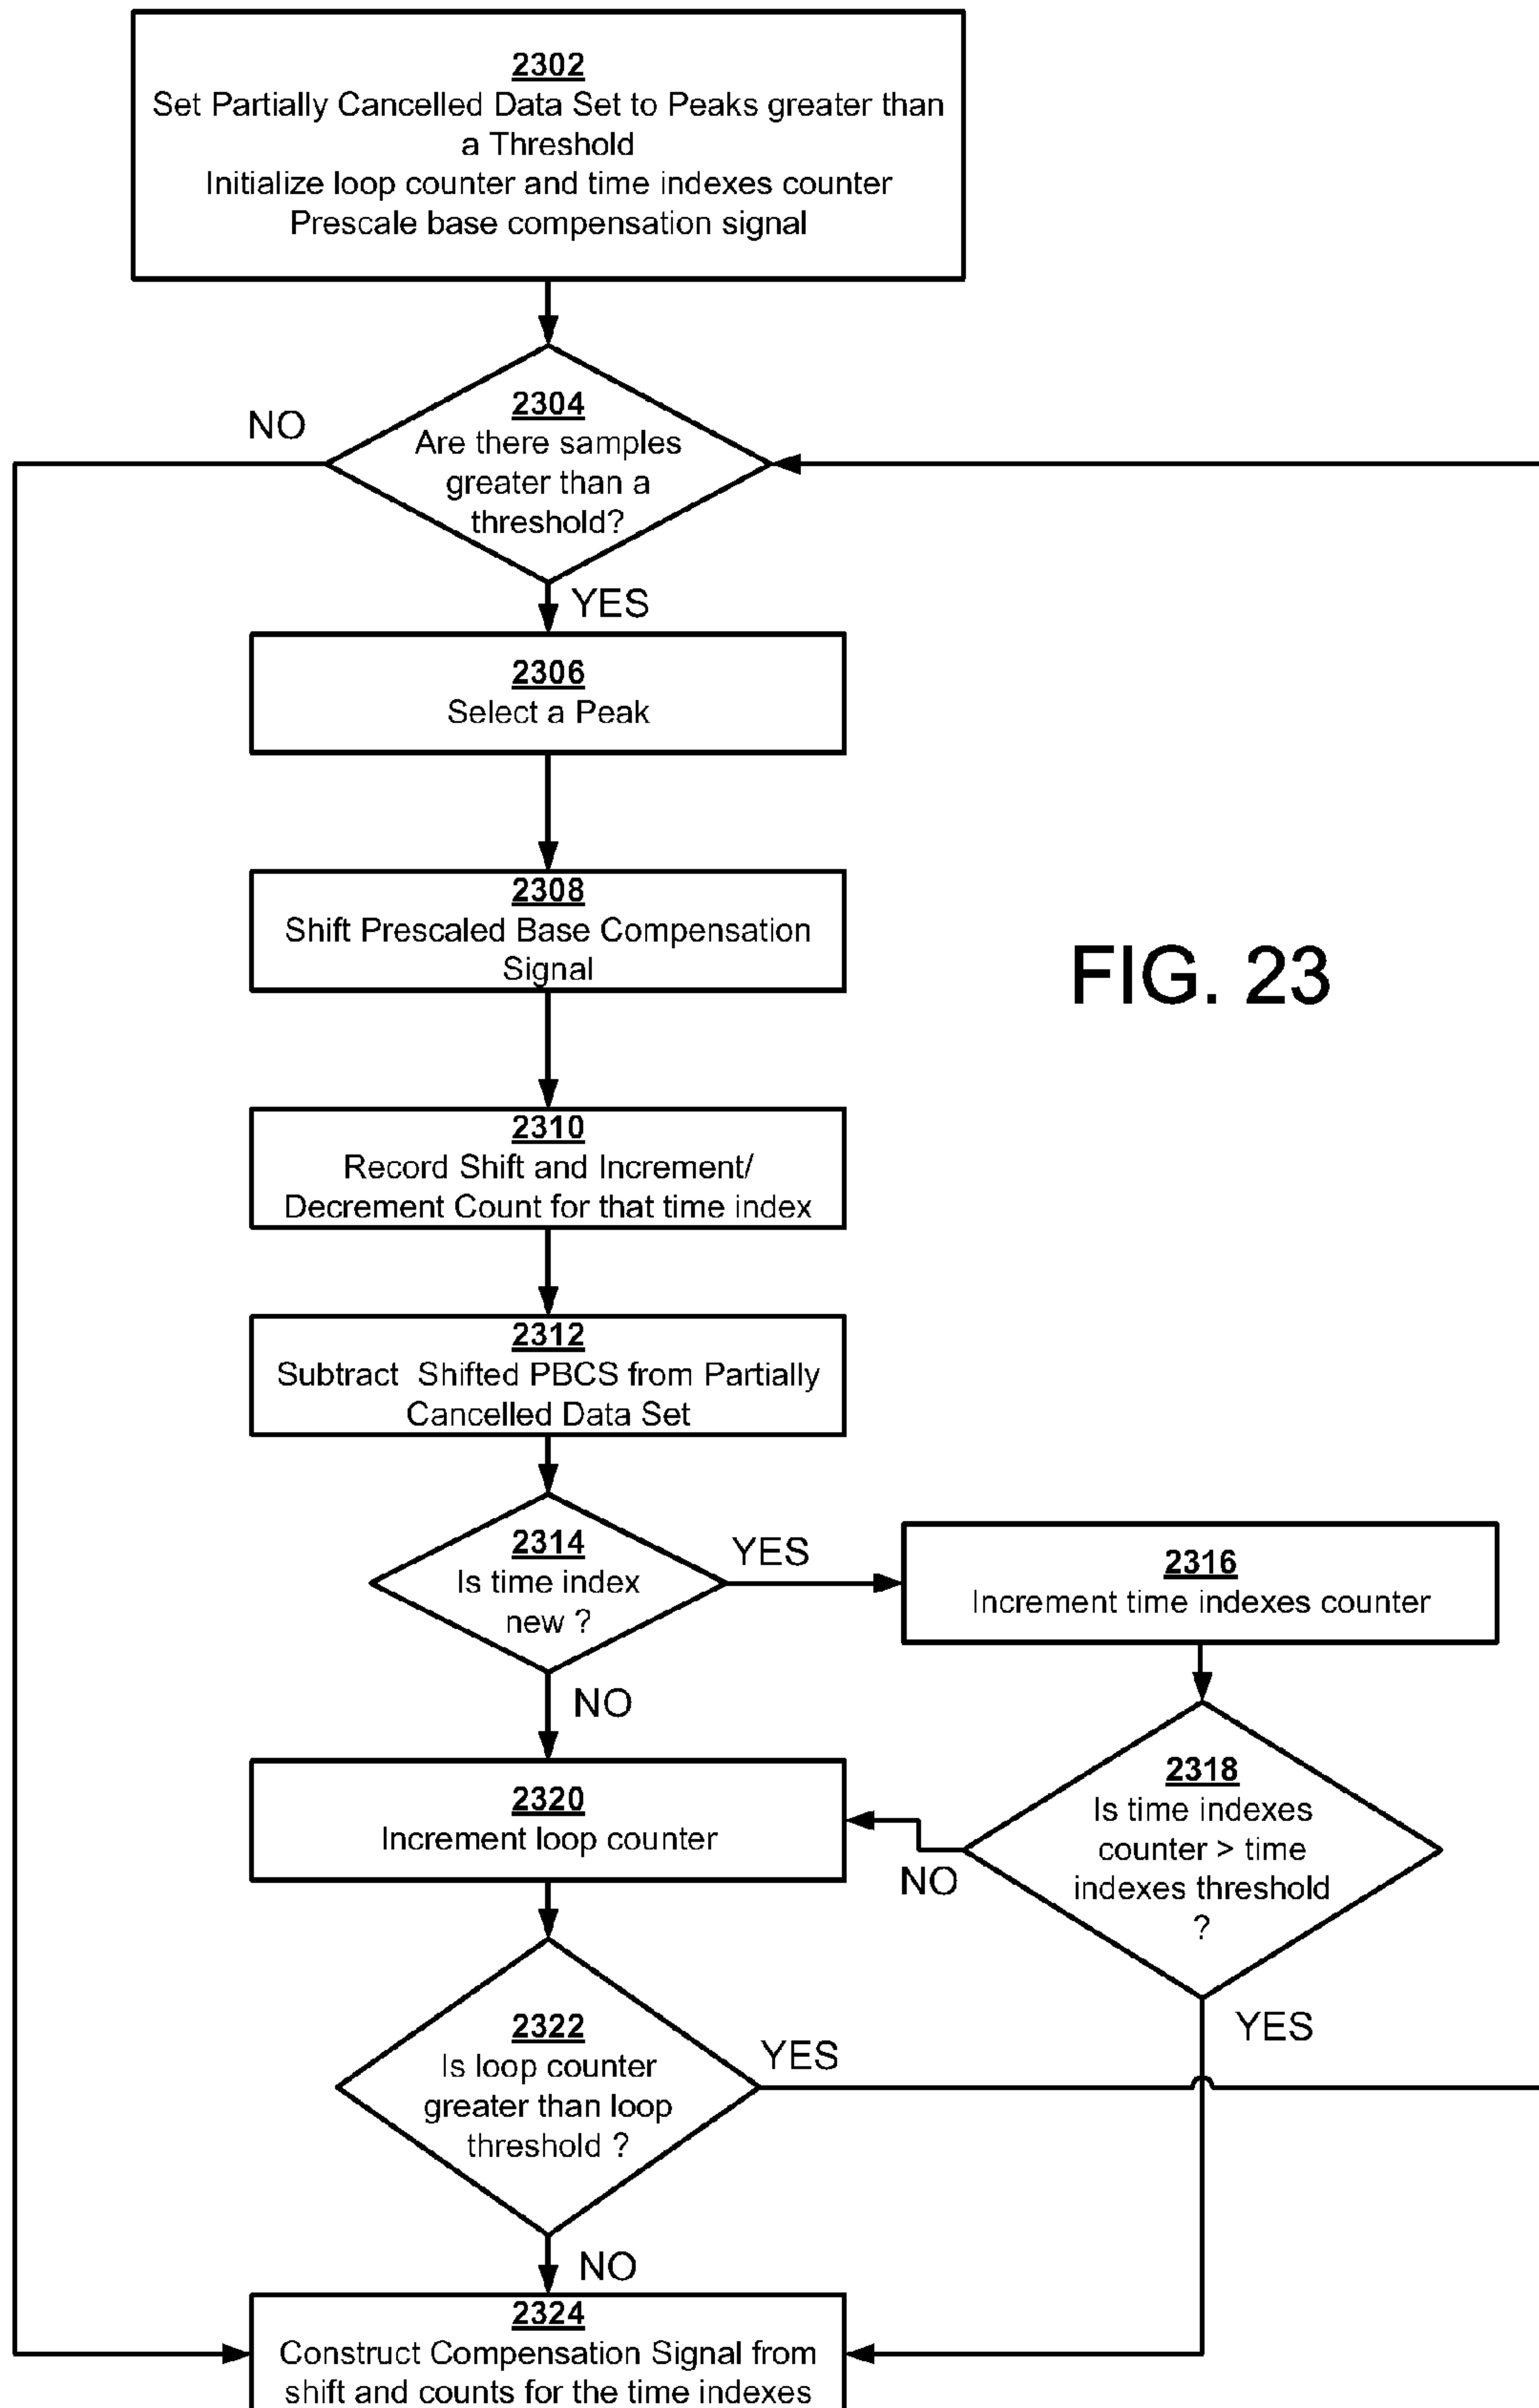 2302
Set Partially Cancelled Data Set to Peaks greater than
a Threshold
Initialize loop counter and time indexes counter
Prescale base compensation signal
NO
2304
Are there samples
greater than a
threshold?
YES
2306
Select a Peak
2308
Shift Prescaled Base Compensation
Signal
FIG. 23
2310
Record Shift and Increment/
Decrement Count for that time index
2312
Subtract Shifted PBCS from Partially
Cancelled Data Set
2314
Is time index
new ?
YES
2316
Increment time indexes counter
NO
2318
Is time indexes
counter > time
indexes threshold
?
NO
2320
Increment loop counter
YES
2322
Is loop counter
greater than loop
threshold ?
YES
NO
2324
Construct Compensation Signal from
shift and counts for the time indexes